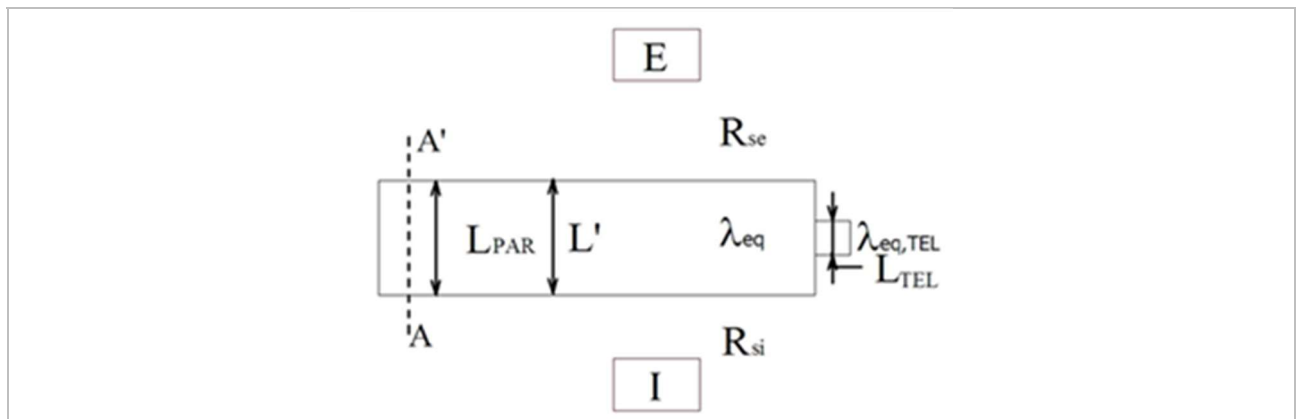 E
A'
Rse
LPAR
L'
λeq
λeq,TEL
LTEL
A
Rsi
I